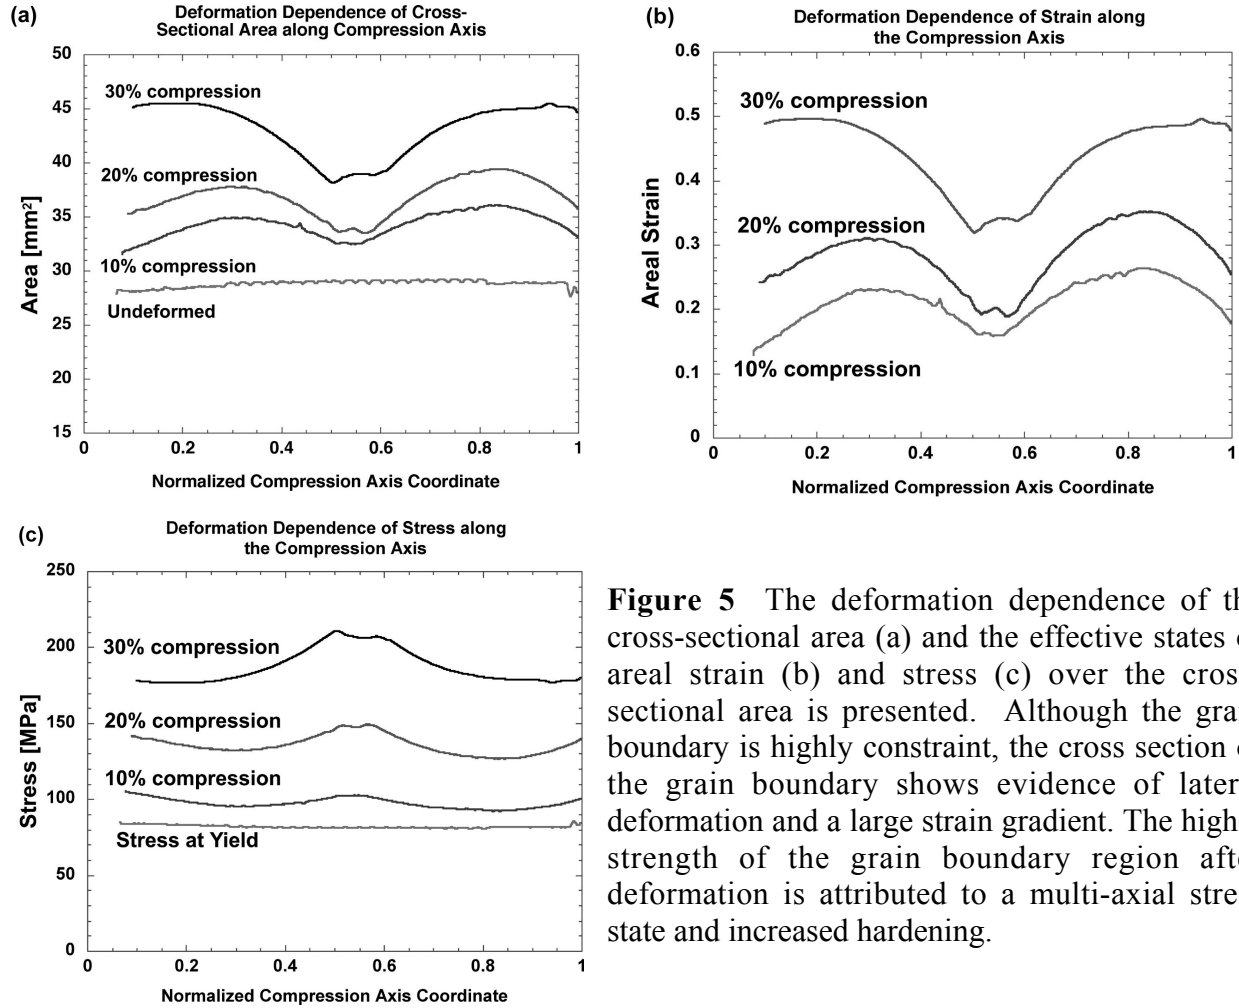 (a)
Deformation Dependence of Cross-
Sectional Area along Compression Axis
50
45
40
35
30
25
20
15
Area [mm²]
30% compression
20% compression
10% compression
Undeformed
0 0.2 0.4 0.6 0.8 1
Normalized Compression Axis Coordinate
(b)
Deformation Dependence of Strain along
the Compression Axis
0.6
0.5
0.4
0.3
0.2
0.1
0
Areal Strain
30% compression
20% compression
10% compression
0 0.2 0.4 0.6 0.8 1
Normalized Compression Axis Coordinate
(c)
Deformation Dependence of Stress along
the Compression Axis
250
200
150
100
50
0
Stress [MPa]
30% compression
20% compression
10% compression
Stress at Yield
0 0.2 0.4 0.6 0.8 1
Normalized Compression Axis Coordinate
Figure 5 The deformation dependence of th
cross-sectional area (a) and the effective states
areal strain (b) and stress (c) over the cross
sectional area is presented. Although the grai
boundary is highly constraint, the cross section
the grain boundary shows evidence of later
deformation and a large strain gradient. The highe
strength of the grain boundary region afte
deformation is attributed to a multi-axial stres
state and increased hardening.